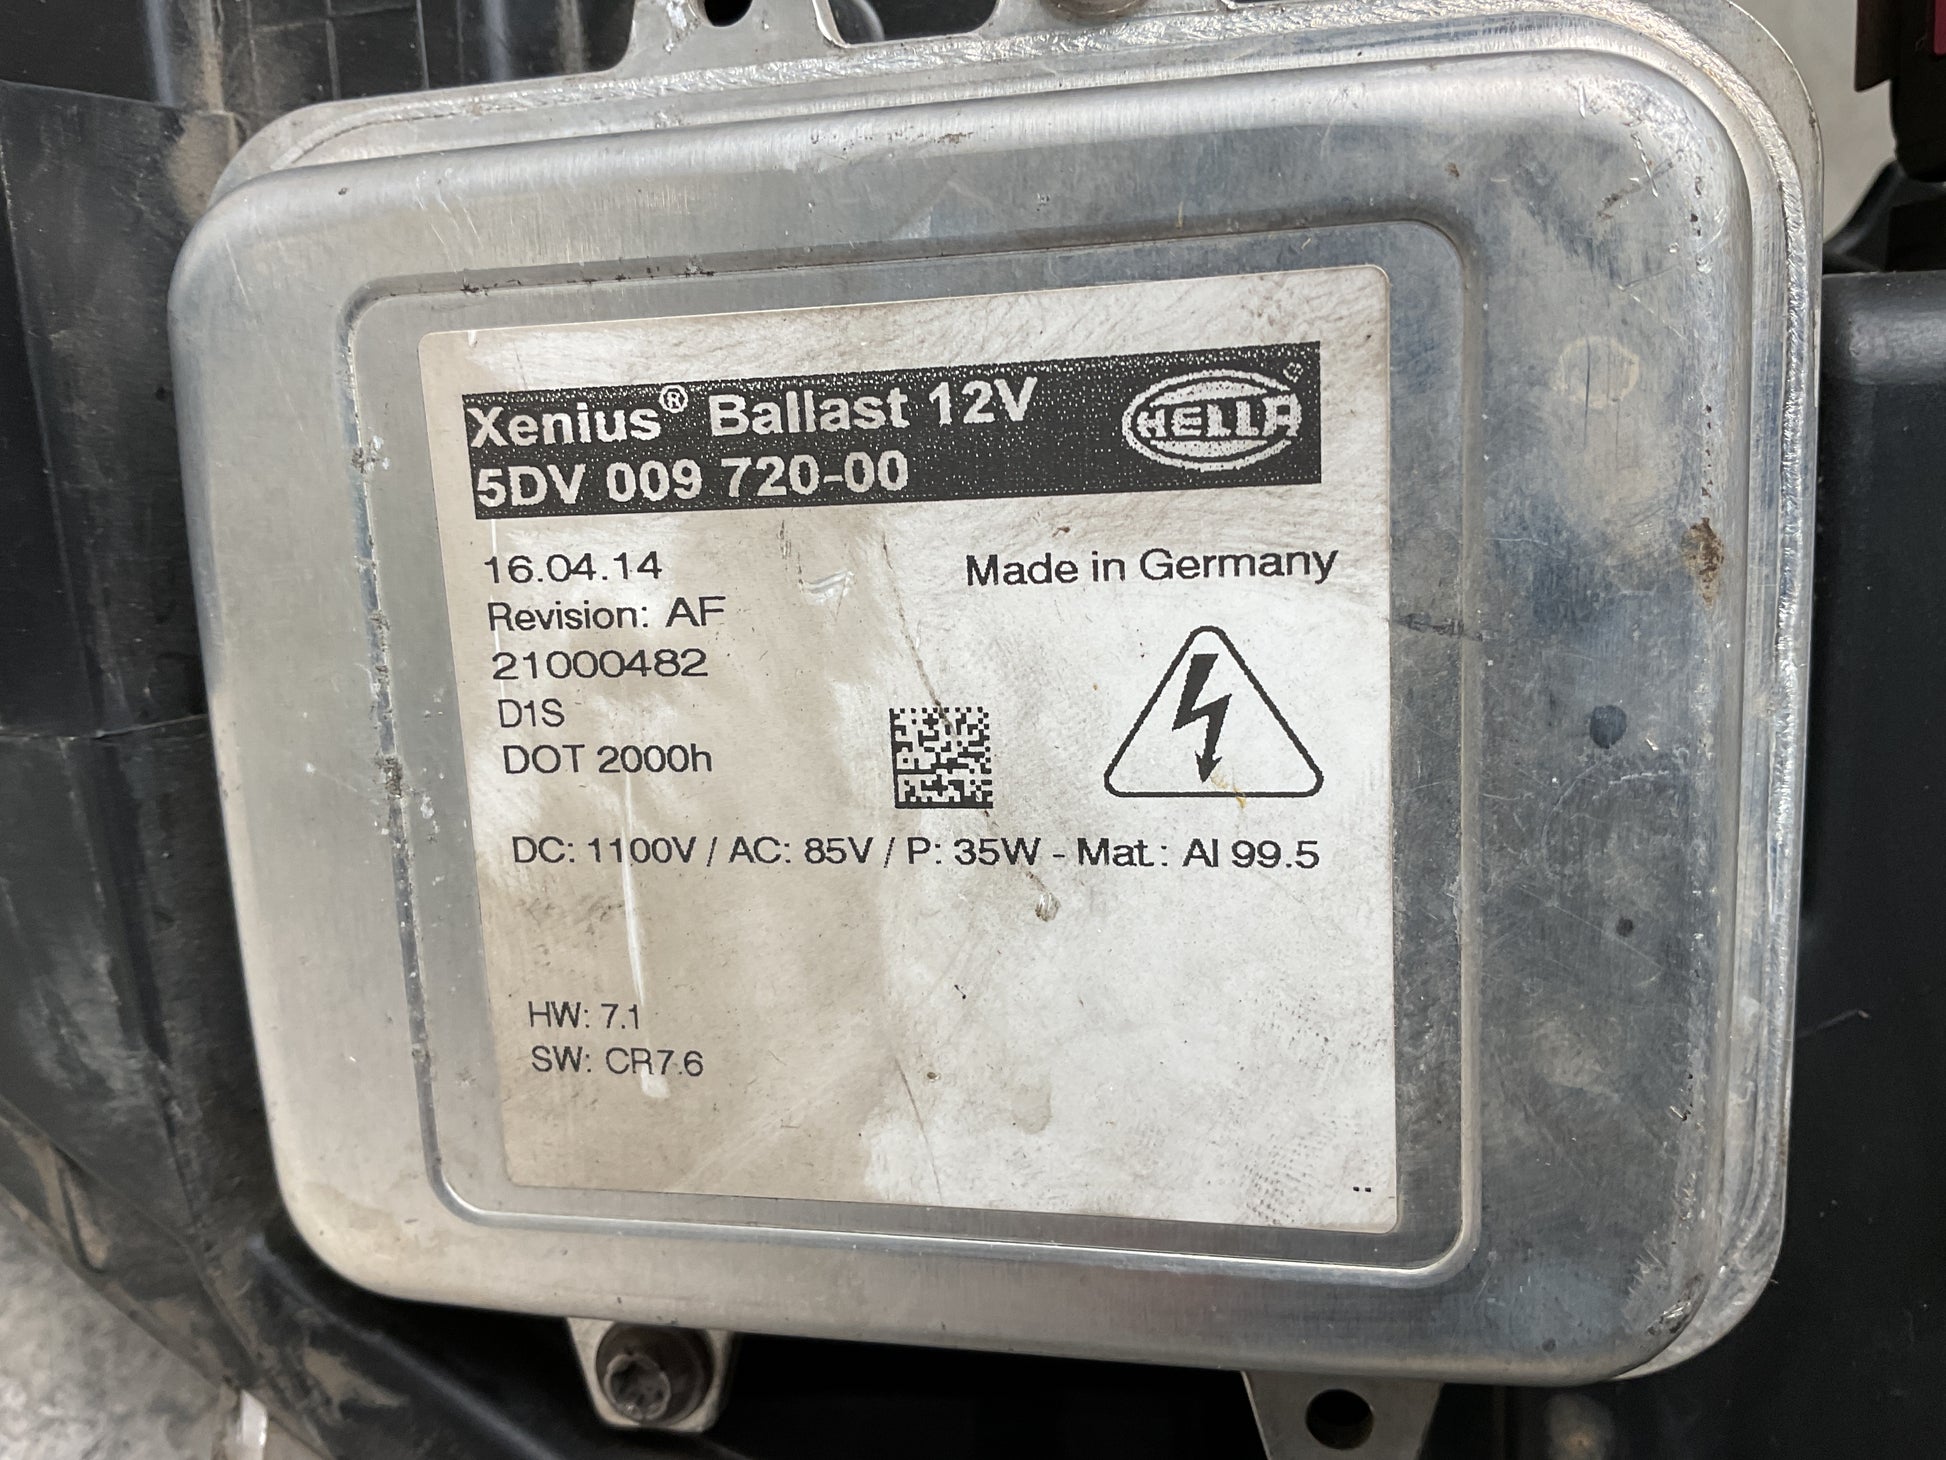 Xenius® Ballast 12V
HELLA
5DV 009 720-00
16.04.14
Made in Germany
Revision: AF
21000482
D1S
DOT 2000h
DC: 1100V / AC: 85V / P: 35W - Mat.: Al 99.5
HW: 7.1
SW: CR7.6